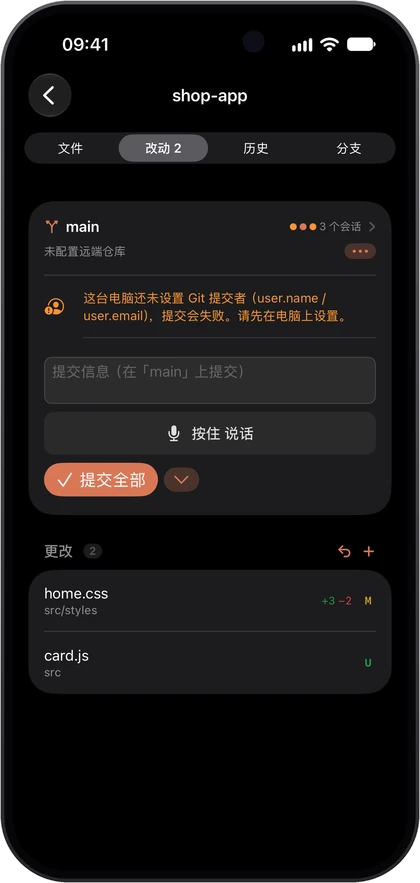 09:41
shop-app
文件
改动 2
历史
分支
main
3 个会话
未配置远端仓库
这台电脑还未设置 Git 提交者（user.name /
user.email），提交会失败。请先在电脑上设置。
提交信息（在「main」上提交）
按住 说话
提交全部
更改 2
home.css
+3 −2 M
src/styles
card.js
U
src